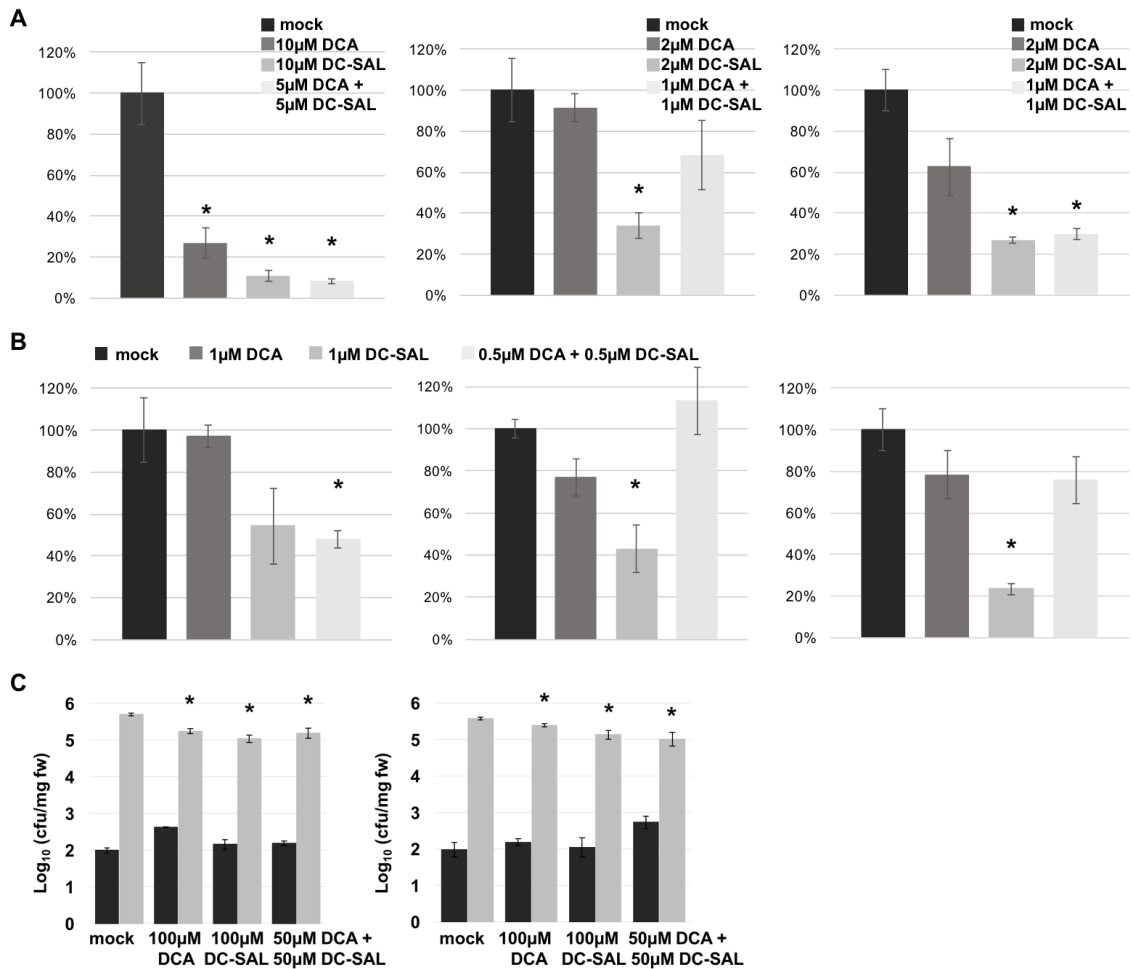 A
mock
10µM DCA
10µM DC-SAL
5µM DCA +
5µM DC-SAL
120%
100%
80%
60%
40%
20%
0%
*
*
*
mock
2µM DCA
2µM DC-SAL
1µM DCA +
1µM DC-SAL
120%
100%
80%
60%
40%
20%
0%
*
mock
2µM DCA
2µM DC-SAL
1µM DCA +
1µM DC-SAL
120%
100%
80%
60%
40%
20%
0%
*
*
B
mock
1µM DCA
1µM DC-SAL
0.5µM DCA + 0.5µM DC-SAL
120%
100%
80%
60%
40%
20%
0%
*
120%
100%
80%
60%
40%
20%
0%
*
120%
100%
80%
60%
40%
20%
0%
*
C
Log₁₀ (cfu/mg fw)
6
5
4
3
2
1
0
*
*
*
mock
100µM
DCA
100µM
DC-SAL
50µM DCA +
50µM DC-SAL
Log₁₀ (cfu/mg fw)
6
5
4
3
2
1
0
*
*
*
mock
100µM
DCA
100µM
DC-SAL
50µM DCA +
50µM DC-SAL